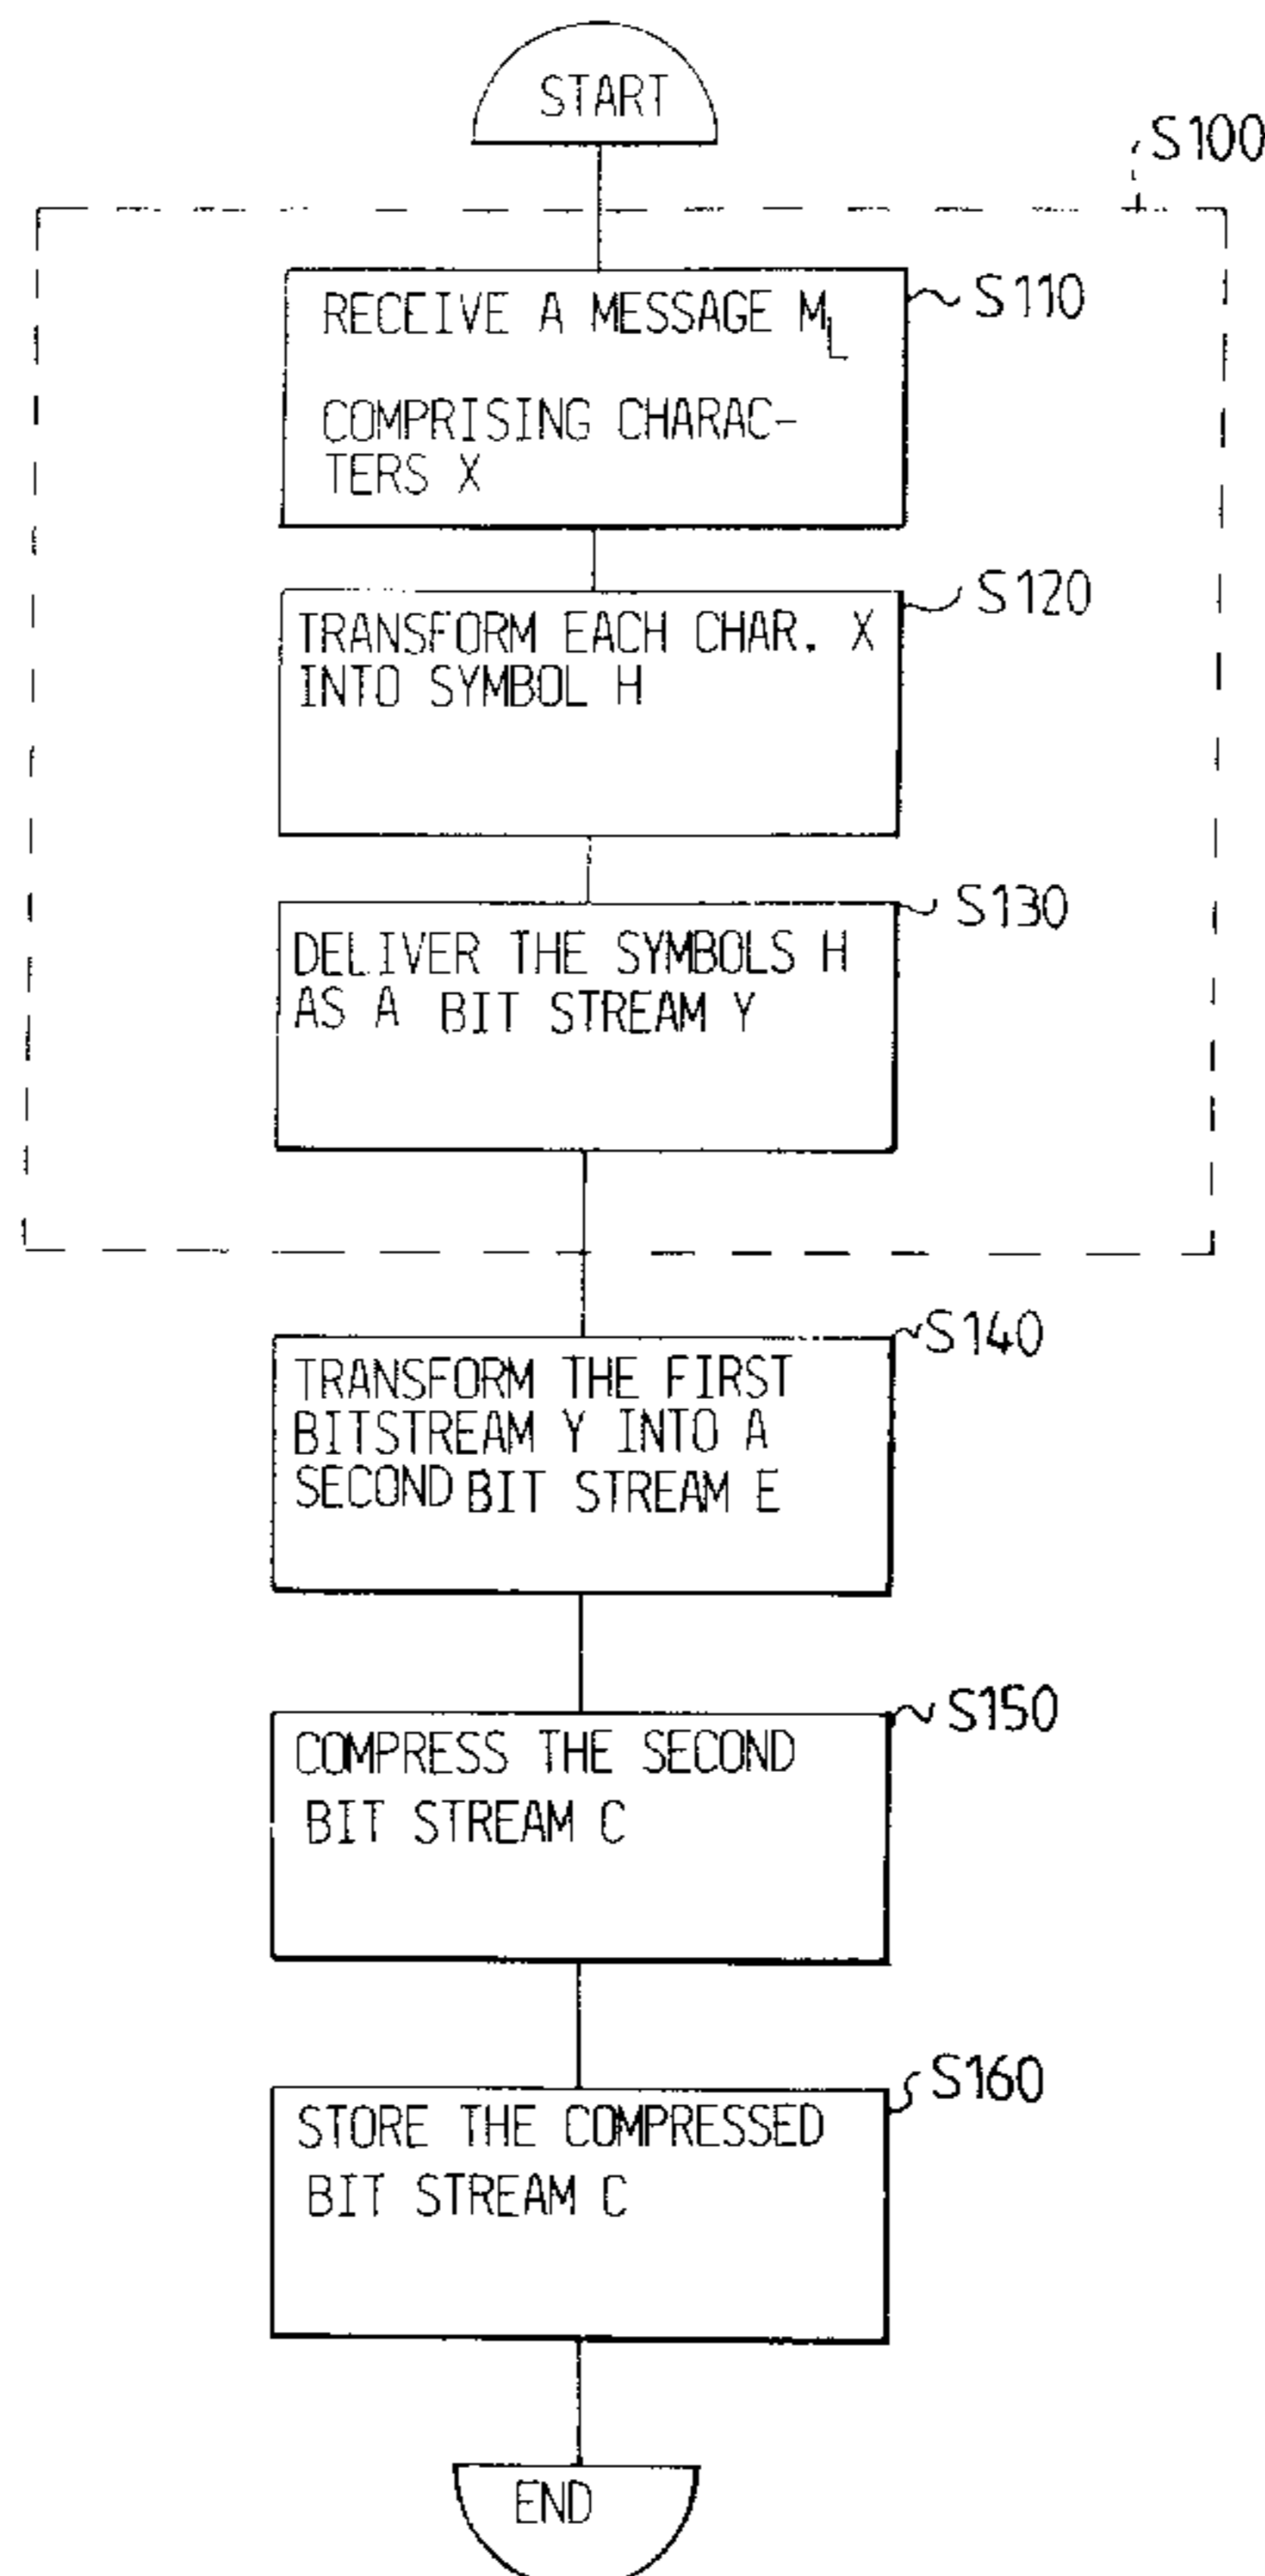 START
S100
RECEIVE A MESSAGE ML
COMPRISING CHARAC-
TERS X
S110
TRANSFORM EACH CHAR. X
INTO SYMBOL H
S120
DELIVER THE SYMBOLS H
AS A BIT STREAM Y
S130
TRANSFORM THE FIRST
BITSTREAM Y INTO A
SECOND BIT STREAM E
S140
COMPRESS THE SECOND
BIT STREAM C
S150
STORE THE COMPRESSED
BIT STREAM C
S160
END